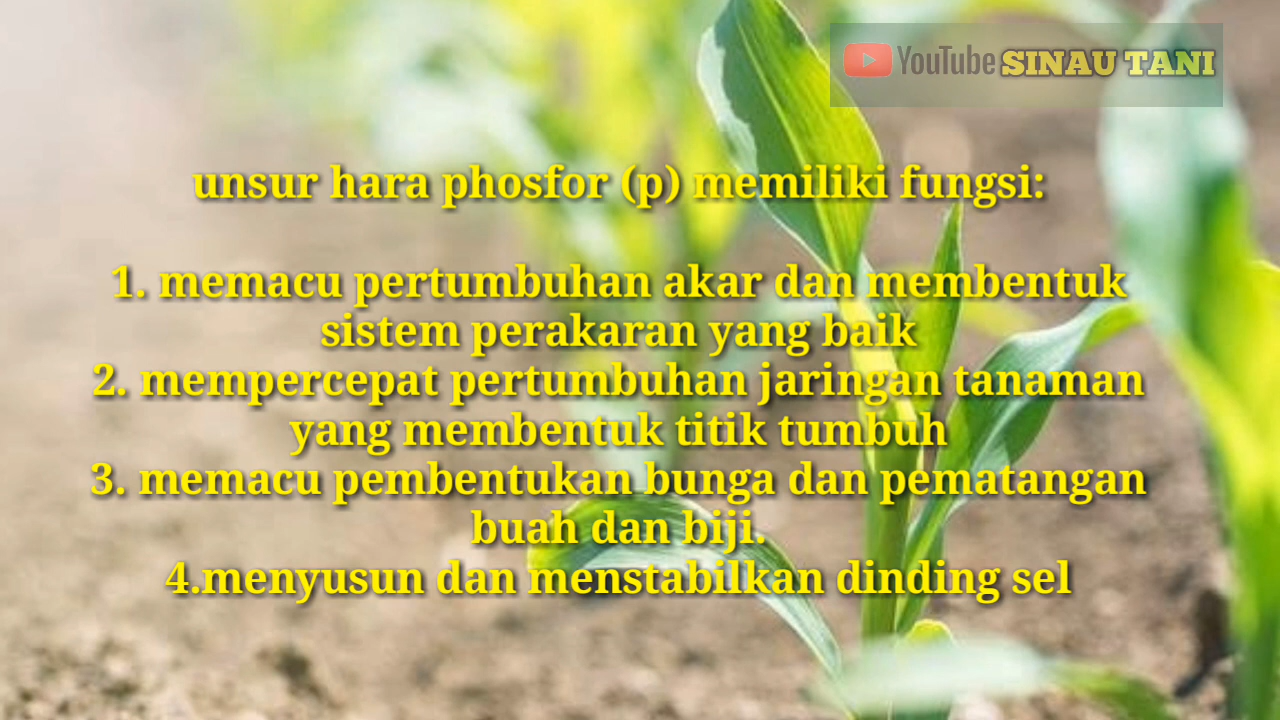 YouTube SINAU TANI
unsur hara phosfor (p) memiliki fungsi:
1. memacu pertumbuhan akar dan membentuk
sistem perakaran yang baik
2. mempercepat pertumbuhan jaringan tanaman
yang membentuk titik tumbuh
3. memacu pembentukan bunga dan pematangan
buah dan biji.
4.menyusun dan menstabilkan dinding sel